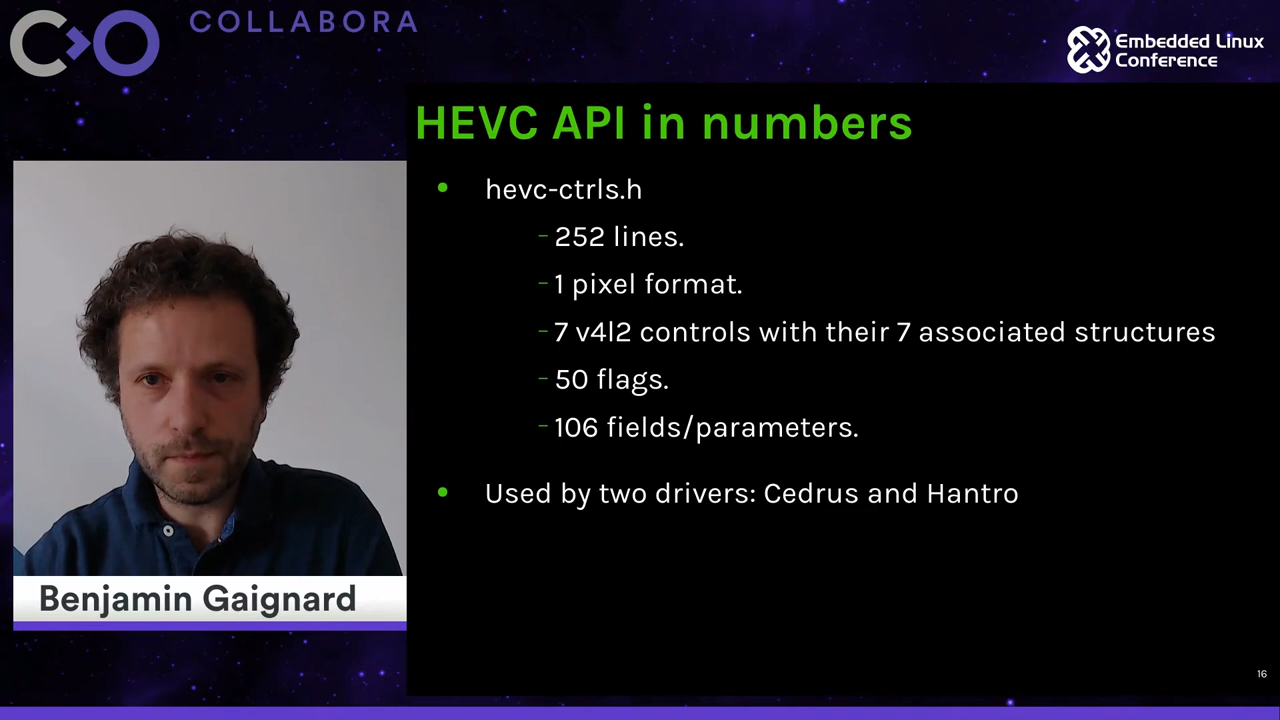 COLLABORA
Embedded Linux
Conference
HEVC API in numbers
• hevc-ctrls.h
– 252 lines.
– 1 pixel format.
– 7 v4l2 controls with their 7 associated structures
– 50 flags.
– 106 fields/parameters.
• Used by two drivers: Cedrus and Hantro
Benjamin Gaignard
16